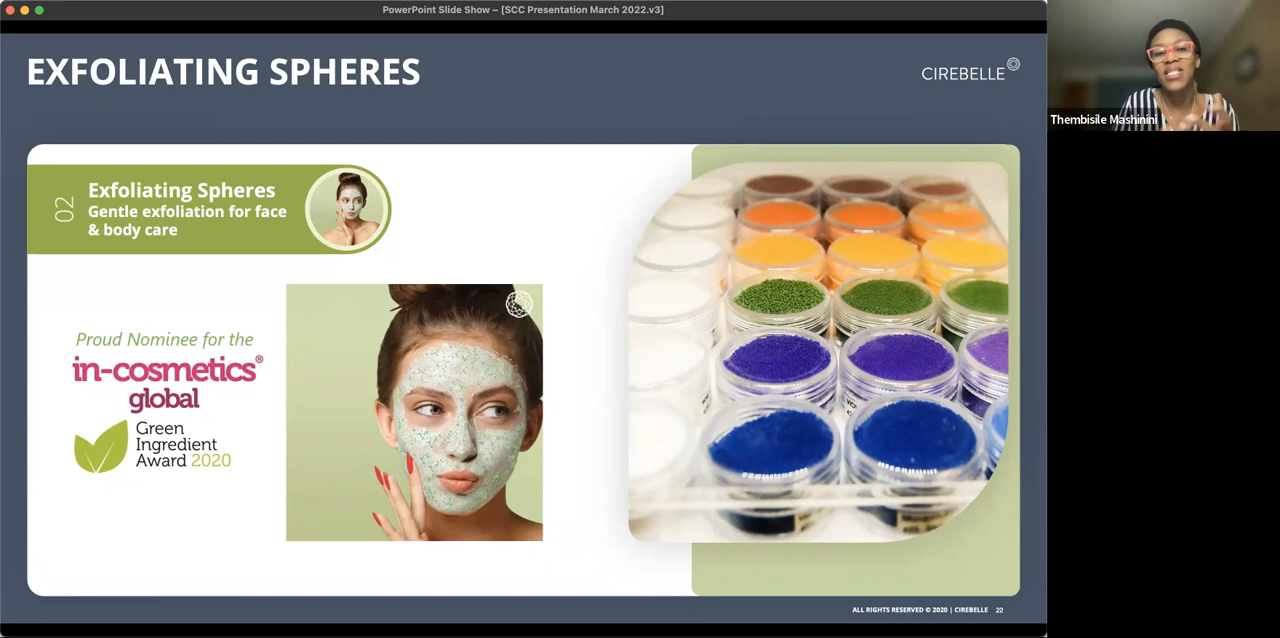 PowerPoint Slide Show – [SCC Presentation March 2022.v3]
EXFOLIATING SPHERES
CIREBELLE
Thembisile Mashinini
02
Exfoliating Spheres
Gentle exfoliation for face
& body care
Proud Nominee for the
in-cosmetics®
global
Green
Ingredient
Award 2020
ALL RIGHTS RESERVED © 2020 | CIREBELLE 22